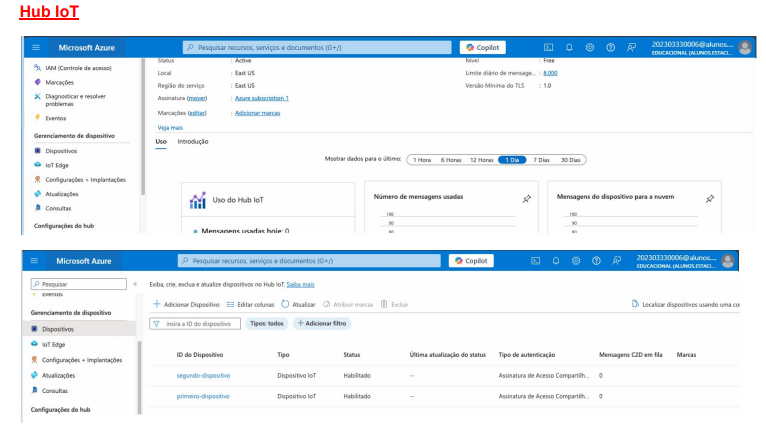 Hub IoT
Microsoft Azure
Pesquisar recursos, serviços e documentos (G+/)
Copilot
202303330006@alunos....
EDUCACIONAL (ALUNOS.ESTACI...
IAM (Controle de acesso)
Marcações
Diagnosticar e resolver
problemas
Eventos
Gerenciamento de dispositivo
Dispositivos
IoT Edge
Configurações + Implantações
Atualizações
Consultas
Configurações do hub
Status : Active
Local : East US
Região do serviço : East US
Assinatura (mover) : Azure subscription 1
Marcações (editar) : Adicionar marcas
Veja mais
Nível : Free
Limite diário de mensage... : 8.000
Versão Mínima do TLS : 1.0
Uso Introdução
Mostrar dados para o último: 1 Hora 6 Horas 12 Horas 1 Dia 7 Dias 30 Dias
Uso do Hub IoT
Mensagens usadas hoje: 0
Número de mensagens usadas
100
90
80
Mensagens do dispositivo para a nuvem
100
90
80
Microsoft Azure
Pesquisar recursos, serviços e documentos (G+/)
Copilot
202303330006@alunos....
EDUCACIONAL (ALUNOS.ESTACI...
Pesquisar
Eventos
Gerenciamento de dispositivo
Dispositivos
IoT Edge
Configurações + Implantações
Atualizações
Consultas
Configurações do hub
Exiba, crie, exclua e atualize dispositivos no Hub IoT. Saiba mais
Adicionar Dispositivo Editar colunas Atualizar Atribuir marcas Excluir
Localizar dispositivos usando uma co
insira a ID do dispositivo Tipos: todos Adicionar filtro
ID do Dispositivo Tipo Status Última atualização do status Tipo de autenticação Mensagens C2D em fila Marcas
segundo-dispositivo Dispositivo IoT Habilitado -- Assinatura de Acesso Compartilh... 0
primeiro-dispositivo Dispositivo IoT Habilitado -- Assinatura de Acesso Compartilh... 0